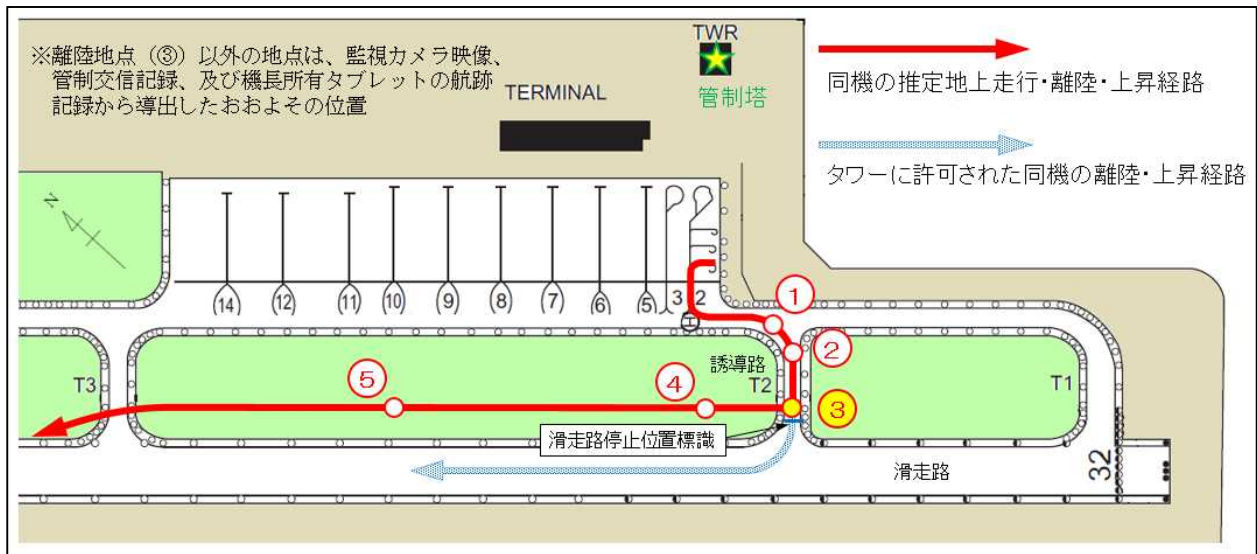 ※離陸地点（③）以外の地点は、監視カメラ映像、
管制交信記録、及び機長所有タブレットの航跡
記録から導出したおおよその位置
TERMINAL
TWR
管制塔
同機の推定地上走行・離陸・上昇経路
タワーに許可された同機の離陸・上昇経路
N
(14)
(12)
(11)
(10)
(9)
(8)
(7)
(6)
(5)
3
2
H
①
②
誘導路
T3
⑤
④
T2
③
T1
滑走路停止位置標識
滑走路
32